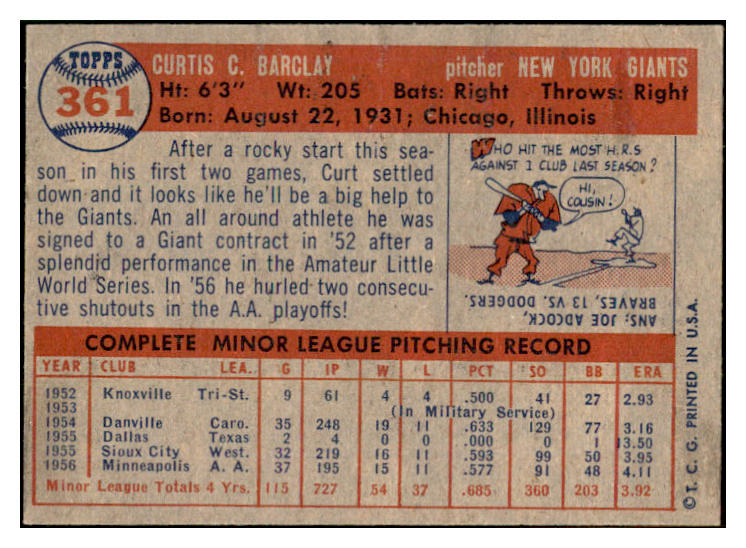 TOPPS
361
CURTIS C. BARCLAY pitcher NEW YORK GIANTS
Ht: 6'3" Wt: 205 Bats: Right Throws: Right
Born: August 22, 1931; Chicago, Illinois
After a rocky start this sea-
son in his first two games, Curt settled
down and it looks like he'll be a big help to
the Giants. An all around athlete he was
signed to a Giant contract in '52 after a
splendid performance in the Amateur Little
World Series. In '56 he hurled two consecu-
tive shutouts in the A.A. playoffs!
WHO HIT THE MOST H.R.S
AGAINST 1 CLUB LAST SEASON?
HI,
COUSIN!
ANS: JOE ADCOCK,
BRAVES, 13 VS. DODGERS.
COMPLETE MINOR LEAGUE PITCHING RECORD
YEAR CLUB LEA. G IP W L PCT SO BB ERA
1952 Knoxville Tri-St. 9 61 4 4 .500 41 27 2.93
1953 (In Military Service)
1954 Danville Caro. 35 248 19 11 .633 129 77 3.16
1955 Dallas Texas 2 4 0 0 .000 0 1 13.50
1955 Sioux City West. 32 219 16 11 .593 99 50 3.95
1956 Minneapolis A. A. 37 195 15 11 .577 91 48 4.11
Minor League Totals 4 Yrs. 115 727 54 37 .685 360 203 3.92
© T. C. G. PRINTED IN U.S.A.